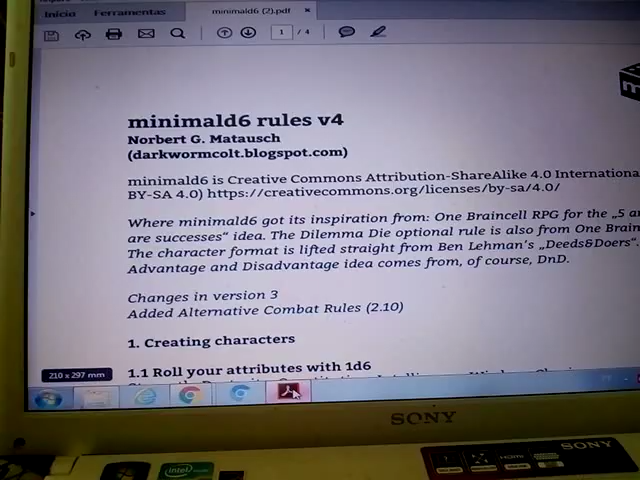 Inicio
Ferramentas
minimald6 (2).pdf
×
1 / 4
minimald6 rules v4
Norbert G. Matausch
(darkwormcolt.blogspot.com)
minimald6 is Creative Commons Attribution-ShareAlike 4.0 Internationa
BY-SA 4.0) https://creativecommons.org/licenses/by-sa/4.0/
Where minimald6 got its inspiration from: One Braincell RPG for the „5 an
are successes“ idea. The Dilemma Die optional rule is also from One Brain
The character format is lifted straight from Ben Lehman's „Deeds&Doers“.
Advantage and Disadvantage idea comes from, of course, DnD.
Changes in version 3
Added Alternative Combat Rules (2.10)
1. Creating characters
1.1 Roll your attributes with 1d6
210 x 297 mm
SONY
SONY
intel
HDMI